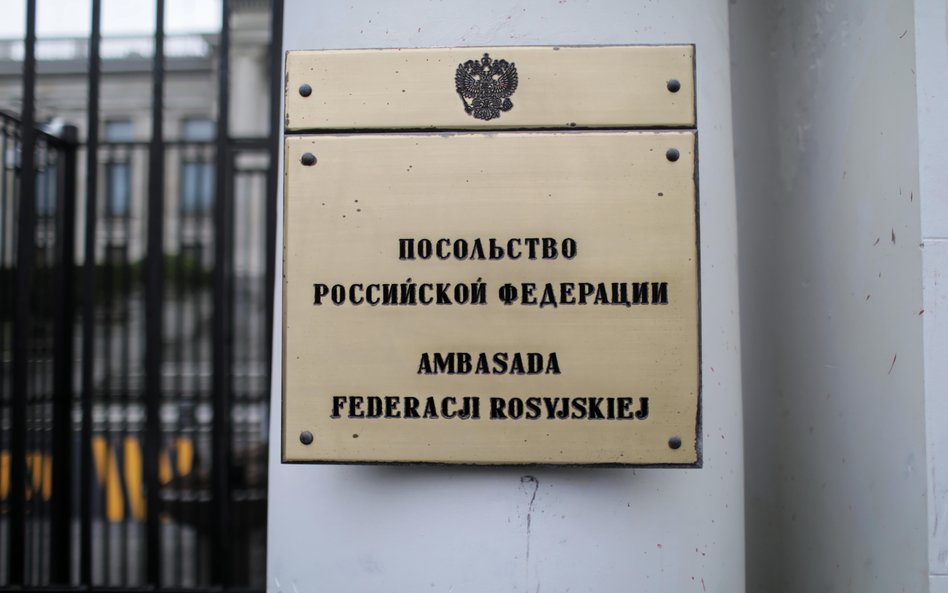 ПОСОЛЬСТВО
РОССИЙСКОЙ ФЕДЕРАЦИИ
AMBASADA
FEDERACJI ROSYJSKIEJ